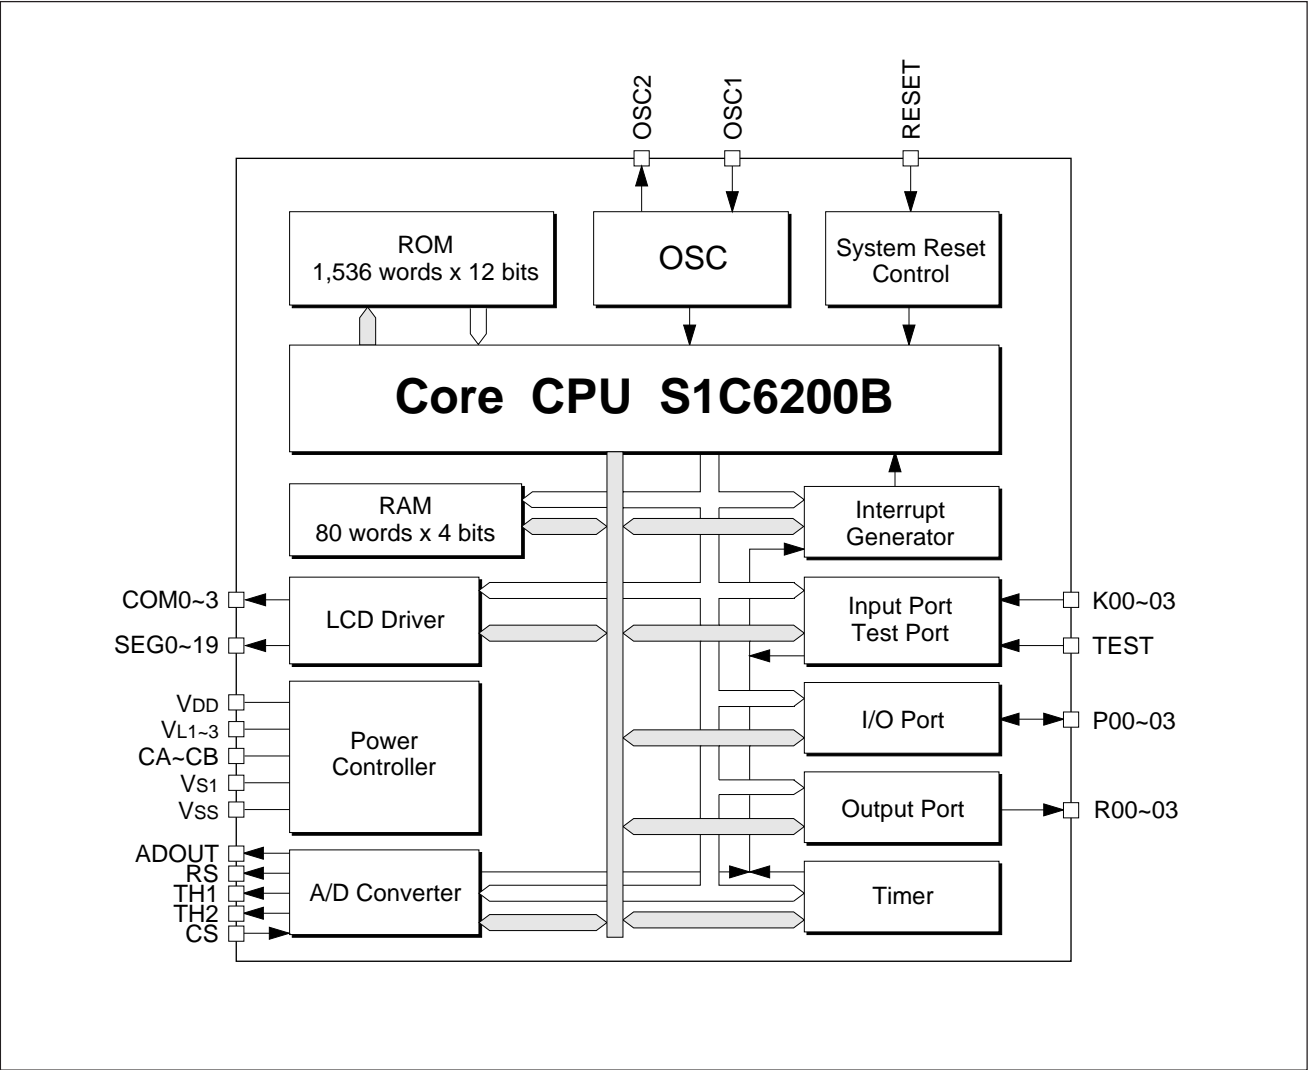 OSC2
OSC1
RESET
ROM
1,536 words x 12 bits
OSC
System Reset
Control
Core CPU S1C6200B
RAM
80 words x 4 bits
Interrupt
Generator
COM0~3
SEG0~19
LCD Driver
Input Port
Test Port
K00~03
TEST
VDD
VL1~3
CA~CB
VS1
VSS
Power
Controller
I/O Port
P00~03
Output Port
R00~03
ADOUT
RS
TH1
TH2
CS
A/D Converter
Timer